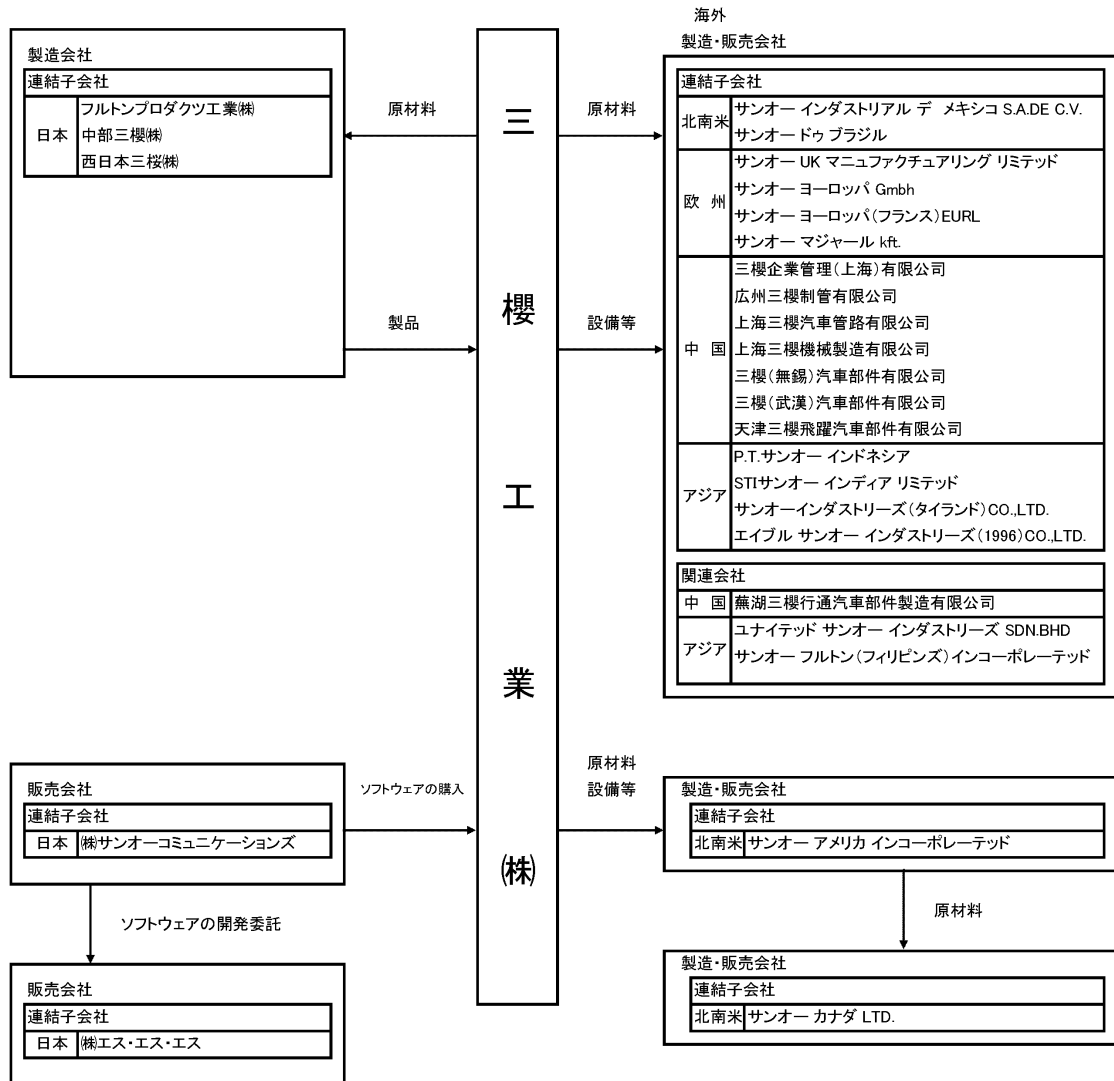 製造会社
連結子会社
日本
フルトンプロダクツ工業㈱
中部三櫻㈱
西日本三桜㈱
原材料
製品
三櫻工業㈱
原材料
設備等
海外
製造・販売会社
連結子会社
北南米
サンオー インダストリアル デ メキシコ S.A.DE C.V.
サンオー ドゥ ブラジル
欧 州
サンオー UK マニュファクチュアリング リミテッド
サンオー ヨーロッパ Gmbh
サンオー ヨーロッパ(フランス)EURL
サンオー マジャール kft.
中 国
三櫻企業管理(上海)有限公司
広州三櫻制管有限公司
上海三櫻汽車管路有限公司
上海三櫻機械製造有限公司
三櫻(無錫)汽車部件有限公司
三櫻(武漢)汽車部件有限公司
天津三櫻飛躍汽車部件有限公司
アジア
P.T.サンオー インドネシア
STIサンオー インディア リミテッド
サンオーインダストリーズ(タイランド)CO.,LTD.
エイブル サンオー インダストリーズ(1996)CO.,LTD.
関連会社
中 国 蕪湖三櫻行通汽車部件製造有限公司
アジア
ユナイテッド サンオー インダストリーズ SDN.BHD
サンオー フルトン(フィリピンズ)インコーポレーテッド
販売会社
連結子会社
日本 ㈱サンオーコミュニケーションズ
ソフトウェアの購入
ソフトウェアの開発委託
販売会社
連結子会社
日本 ㈱エス・エス・エス
原材料
設備等
製造・販売会社
連結子会社
北南米 サンオー アメリカ インコーポレーテッド
原材料
製造・販売会社
連結子会社
北南米 サンオー カナダ LTD.